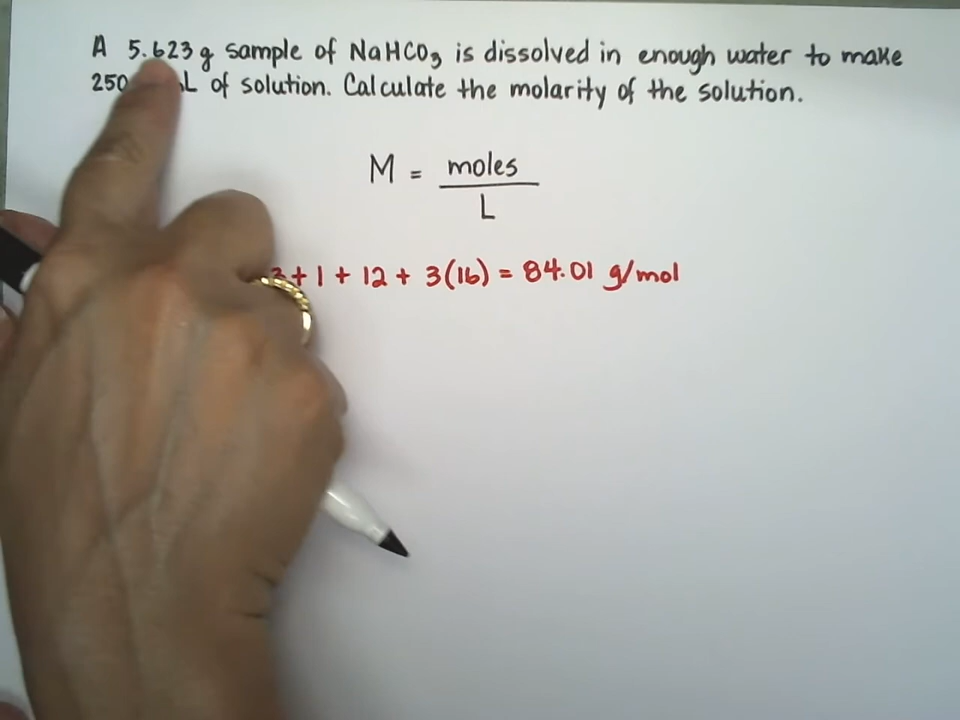 A 5.623 g sample of NaHCO₃ is dissolved in enough water to make
250 L of solution. Calculate the molarity of the solution.
M = moles
L
+ 1 + 12 + 3(16) = 84.01 g/mol